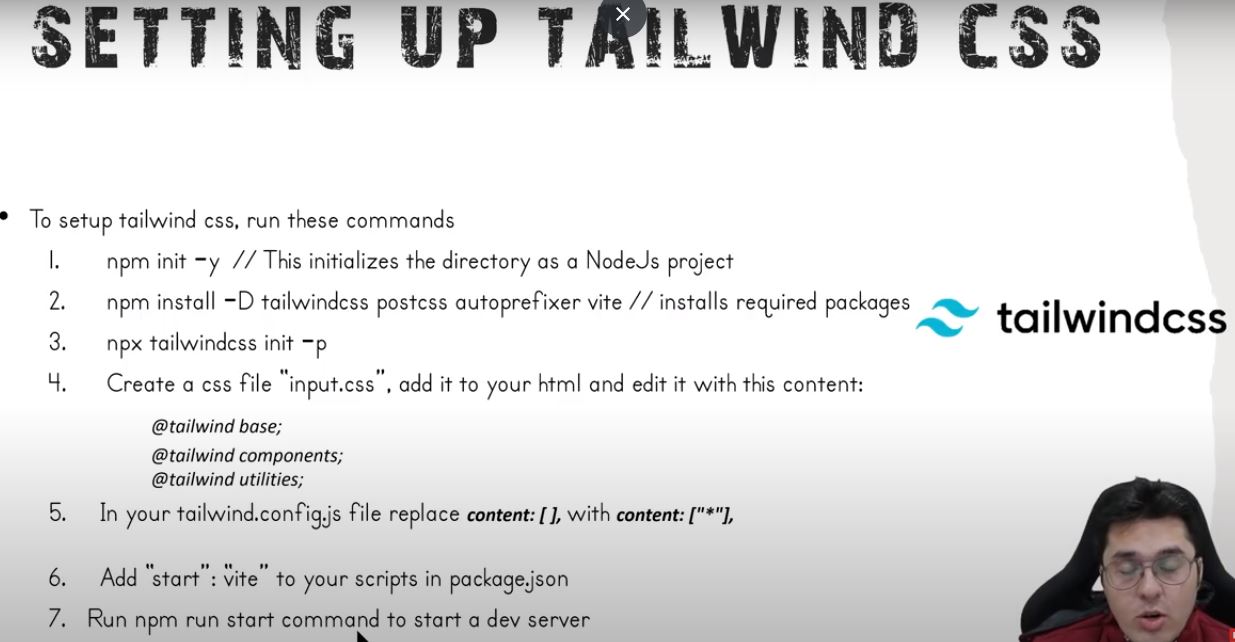 SETTING UP TAILWIND CSS
• To setup tailwind css, run these commands
1. npm init -y // This initializes the directory as a NodeJs project
2. npm install -D tailwindcss postcss autoprefixer vite // installs required packages
tailwindcss
3. npx tailwindcss init -p
4. Create a css file "input.css", add it to your html and edit it with this content:
@tailwind base;
@tailwind components;
@tailwind utilities;
5. In your tailwind.config.js file replace content: [ ], with content: ["*"],
6. Add "start": "vite" to your scripts in package.json
7. Run npm run start command to start a dev server